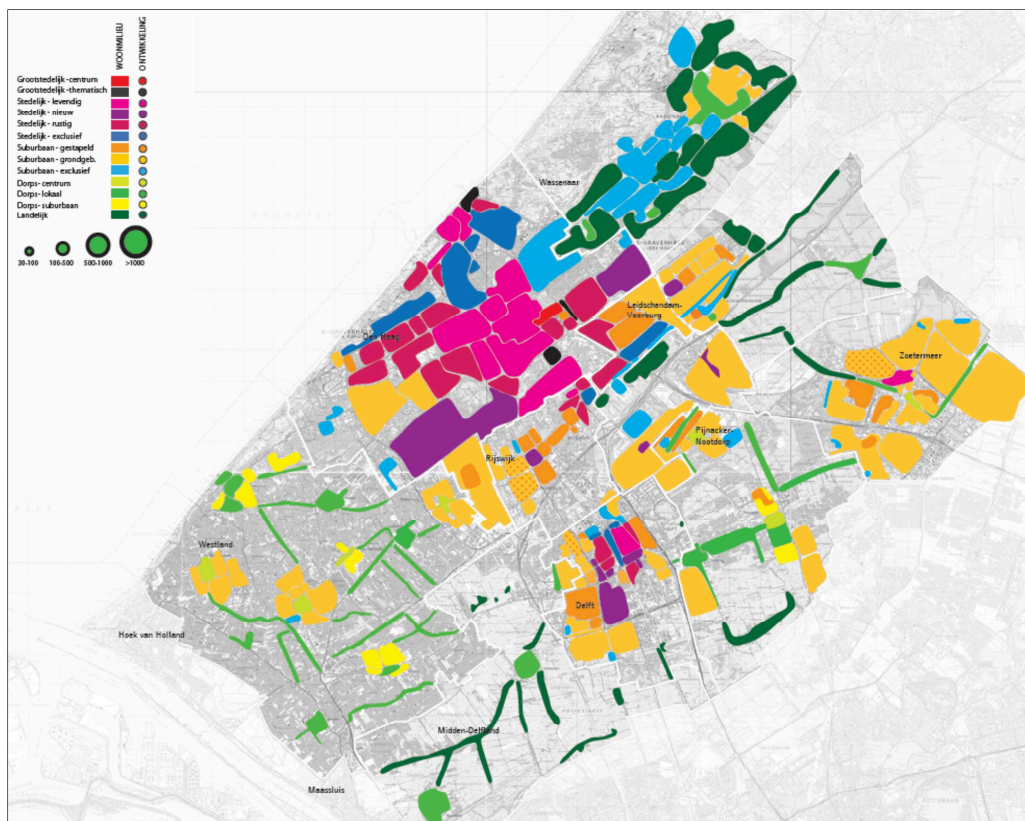 WOONMILIEU
ONTWIKKELING
Grootstedelijk -centrum
Grootstedelijk -thematisch
Stedelijk - levendig
Stedelijk - nieuw
Stedelijk - rustig
Stedelijk - exclusief
Suburbaan - gestapeld
Suburbaan - grondgeb.
Suburbaan - exclusief
Dorps- centrum
Dorps- lokaal
Dorps- suburbaan
Landelijk
30-100
100-500
500-1000
>1000
Wassenaar
Leidschendam-
Voorburg
Den Haag
Zoetermeer
Pijnacker-
Nootdorp
Rijswijk
Westland
Delft
Hoek van Holland
Midden-Delfland
Maassluis